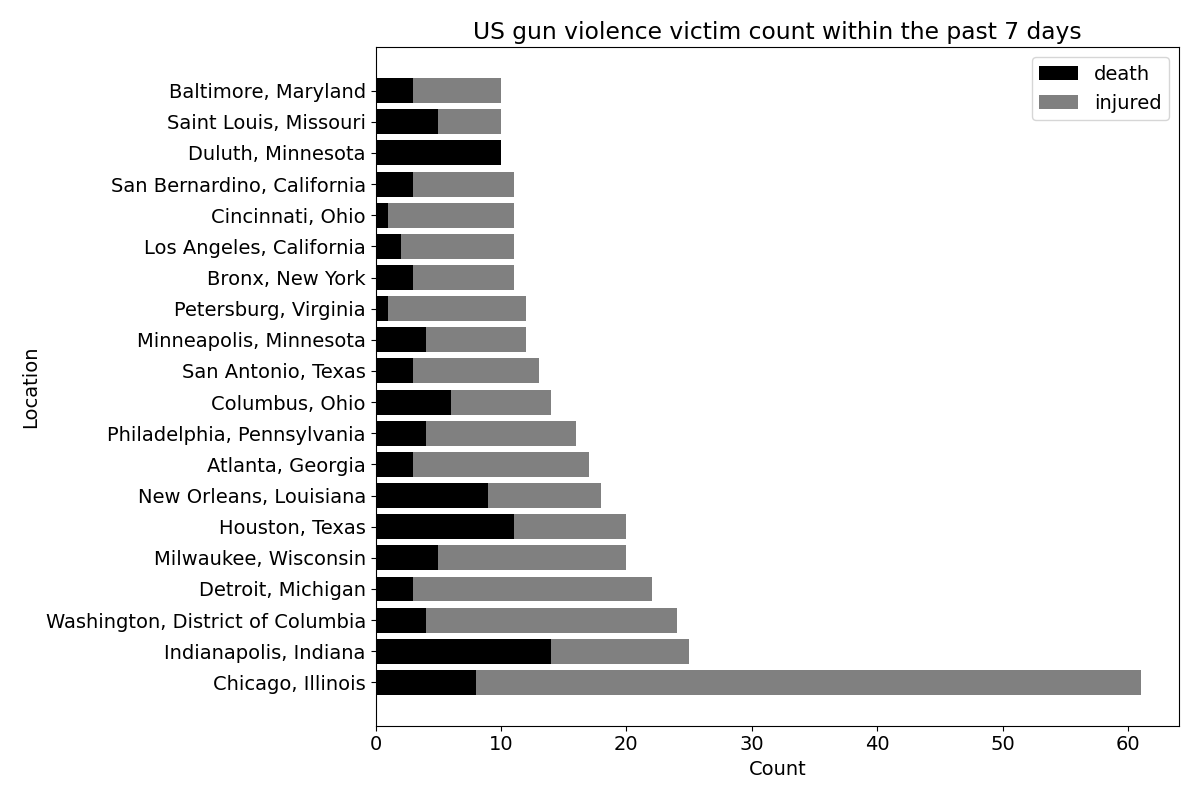 US gun violence victim count within the past 7 days
death
injured
Baltimore, Maryland
Saint Louis, Missouri
Duluth, Minnesota
San Bernardino, California
Cincinnati, Ohio
Los Angeles, California
Bronx, New York
Petersburg, Virginia
Minneapolis, Minnesota
San Antonio, Texas
Columbus, Ohio
Philadelphia, Pennsylvania
Atlanta, Georgia
New Orleans, Louisiana
Houston, Texas
Milwaukee, Wisconsin
Detroit, Michigan
Washington, District of Columbia
Indianapolis, Indiana
Chicago, Illinois
Location
0 10 20 30 40 50 60
Count